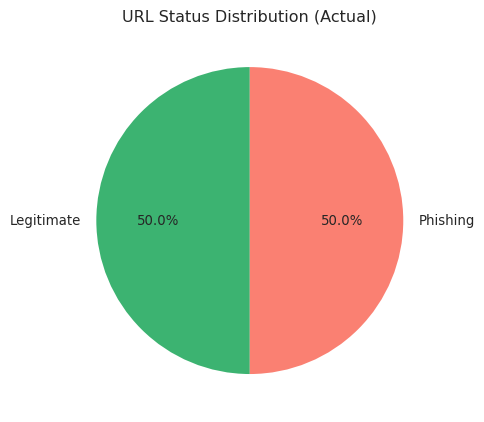 URL Status Distribution (Actual)
Legitimate
50.0%
50.0%
Phishing